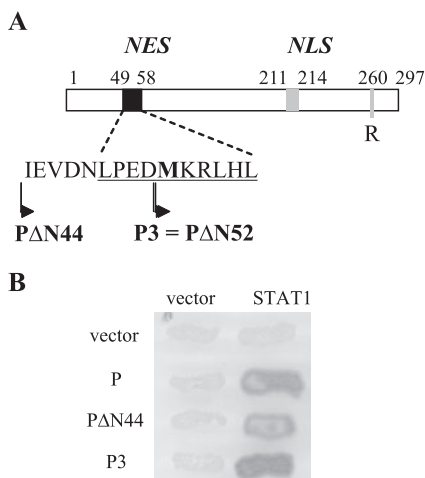 A
NES NLS
1 49 58 211 214 260 297
R
IEVDNLPEDMKRLHL
PΔN44 P3 = PΔN52
B
vector STAT1
vector
P
PΔN44
P3